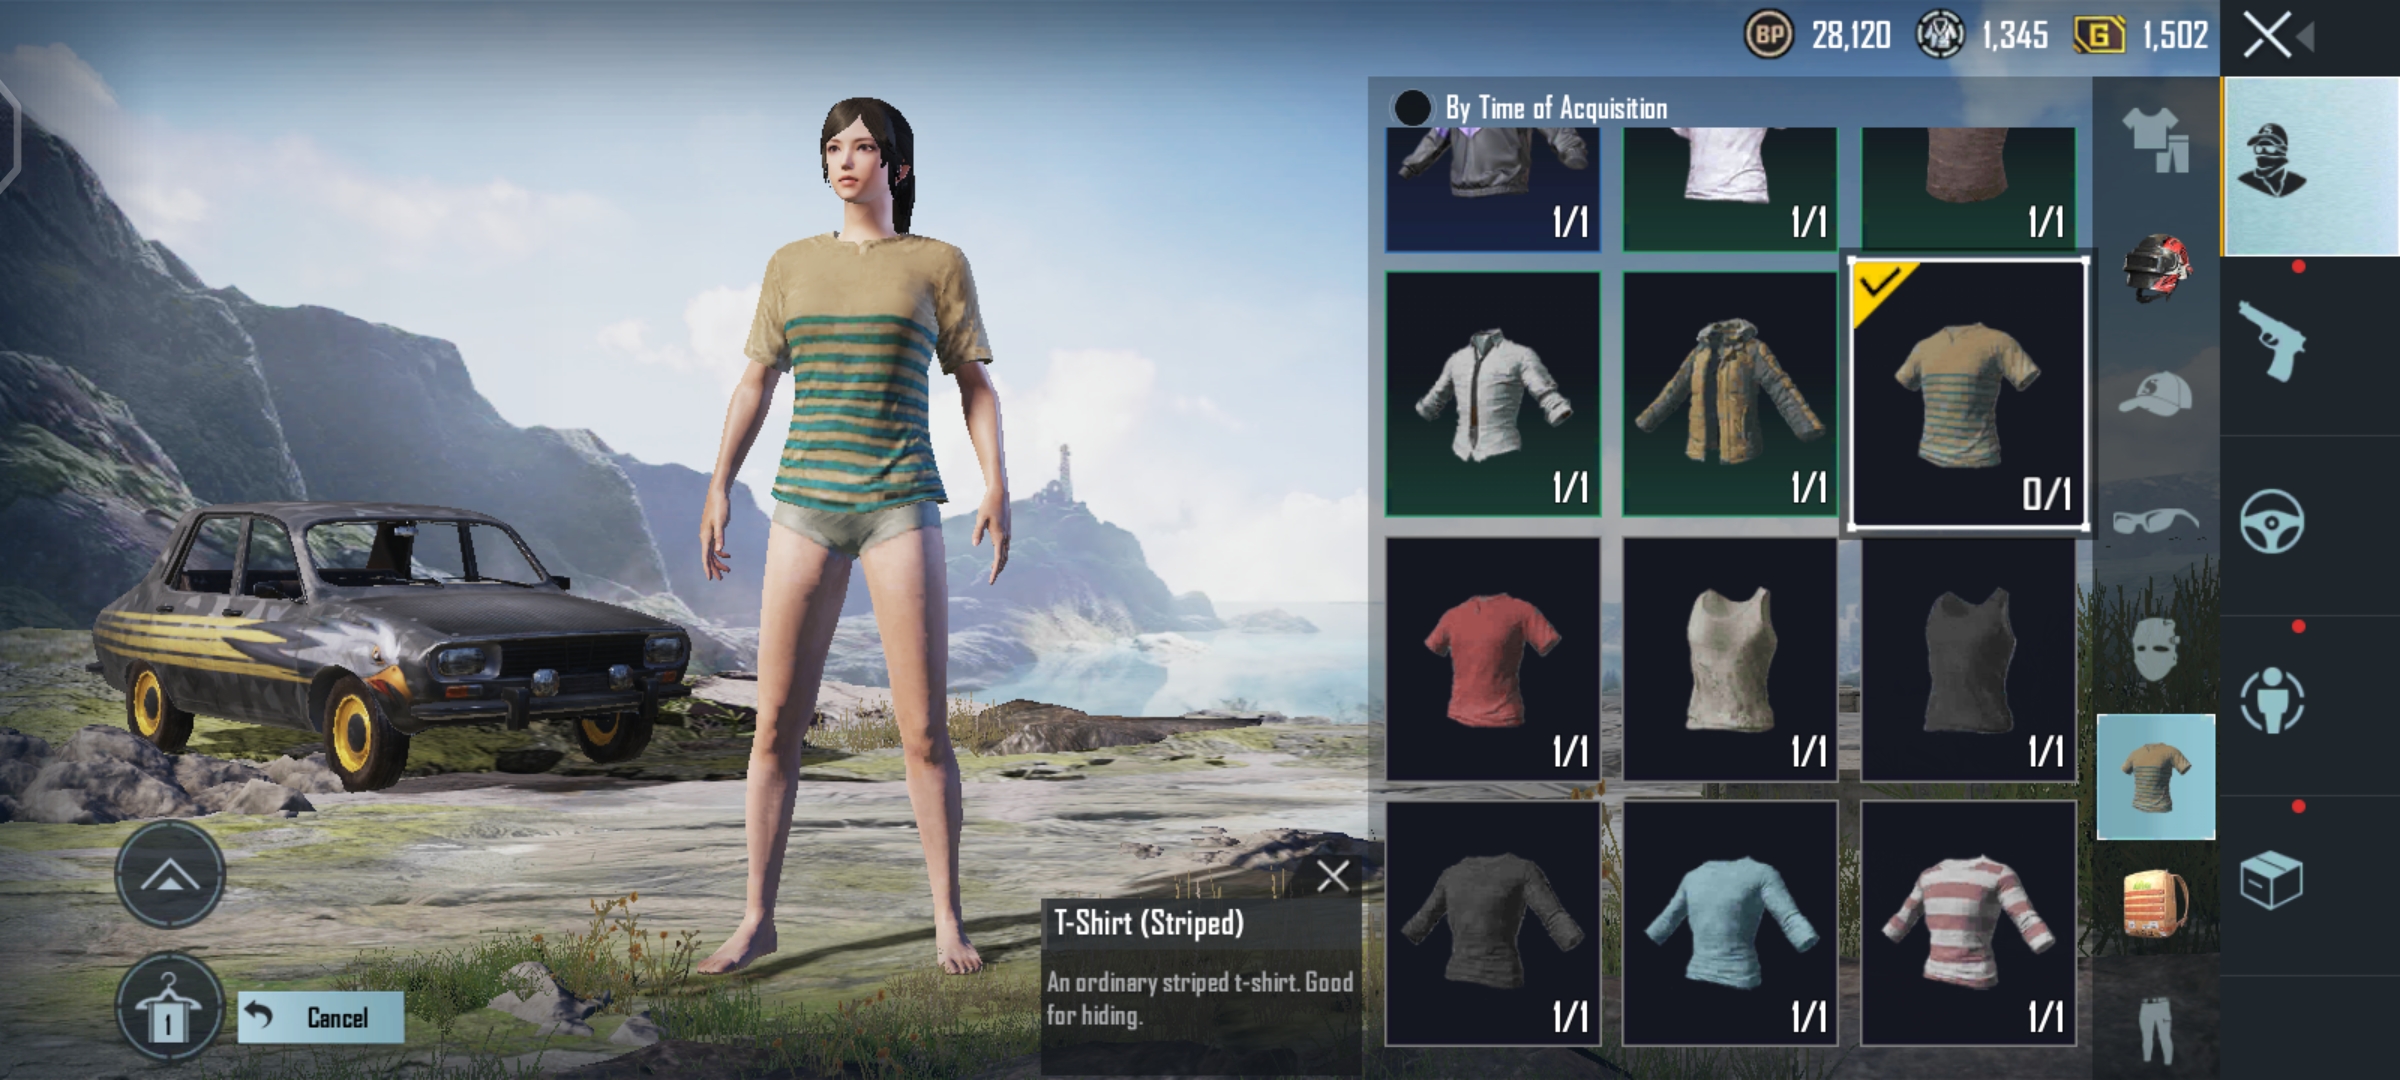 BP 28,120 1,345 G 1,502
By Time of Acquisition
1/1 1/1 1/1
1/1 1/1 0/1
1/1 1/1 1/1
1/1 1/1 1/1
T-Shirt (Striped)
An ordinary striped t-shirt. Good
for hiding.
1
Cancel